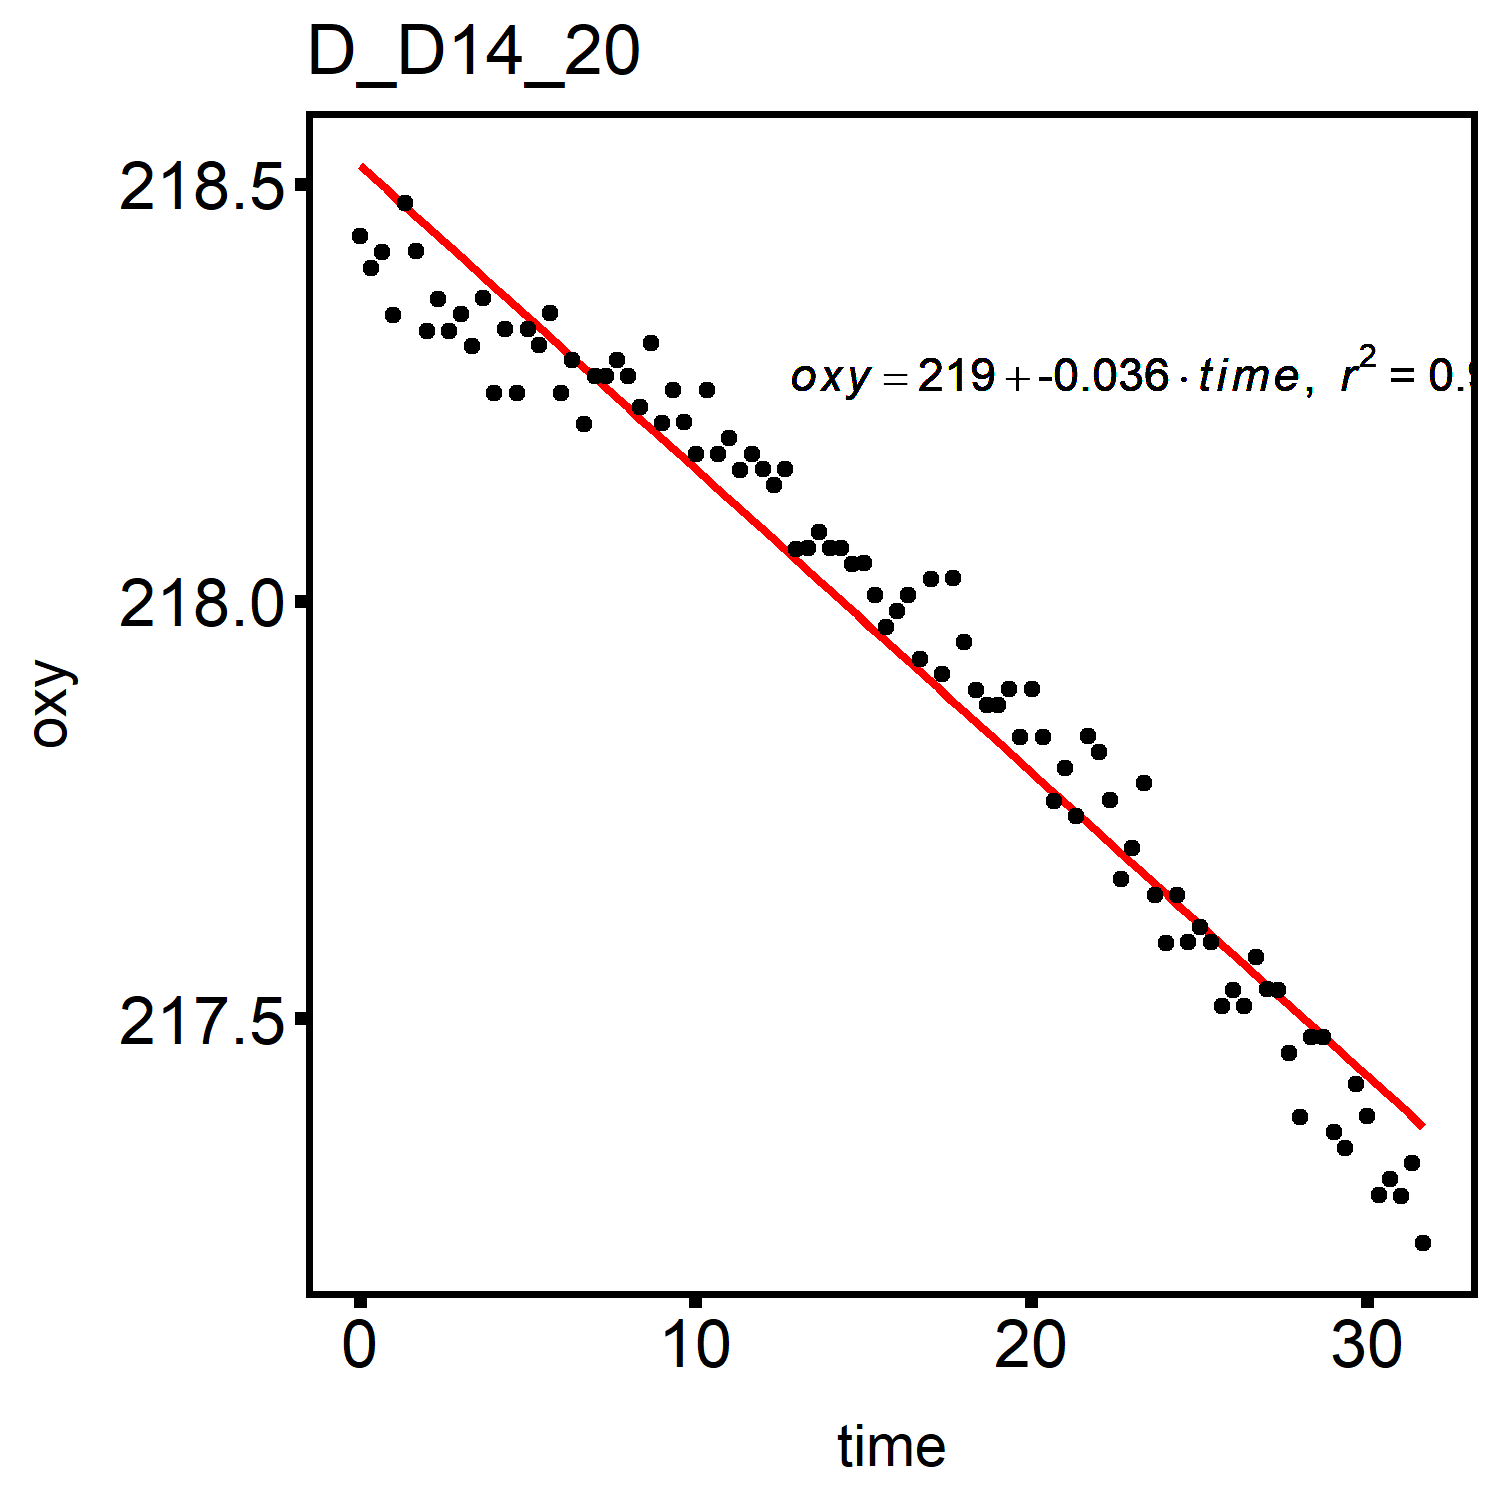 D_D14_20
218.5
218.0
217.5
oxy
oxy = 219 + -0.036 · time, r² = 0.9
0 10 20 30
time